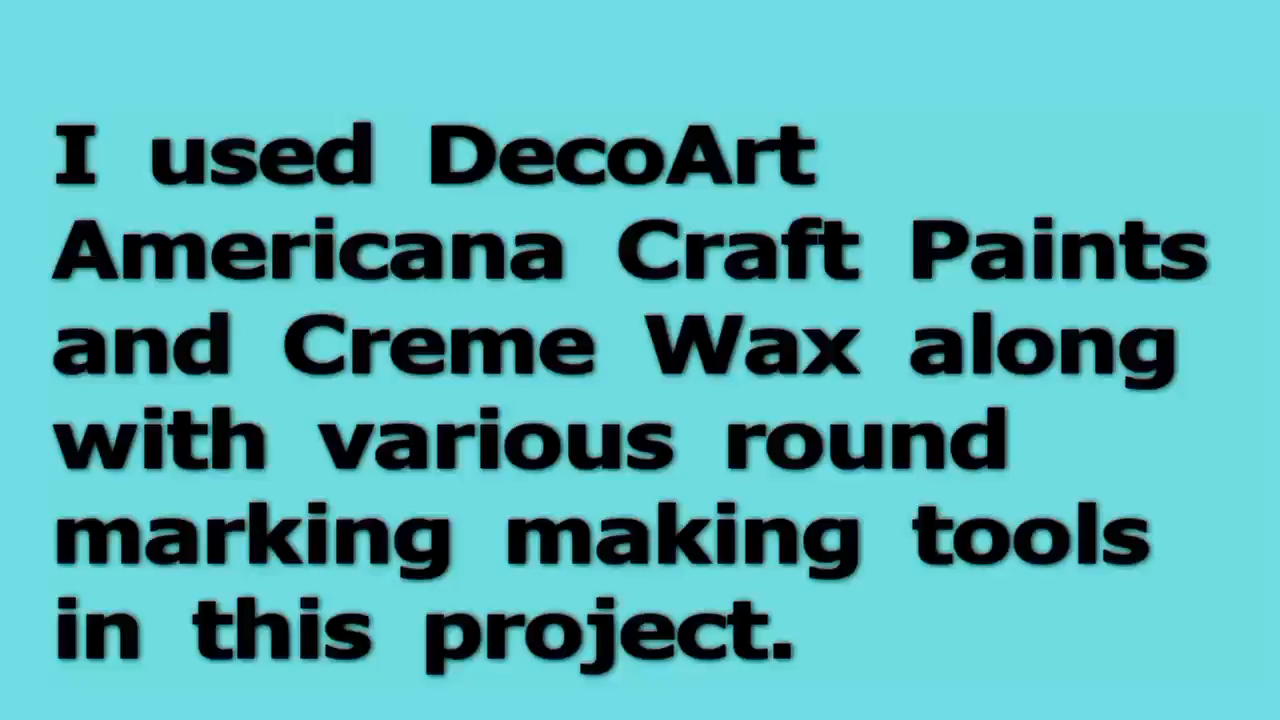 I used DecoArt
Americana Craft Paints
and Creme Wax along
with various round
marking making tools
in this project.